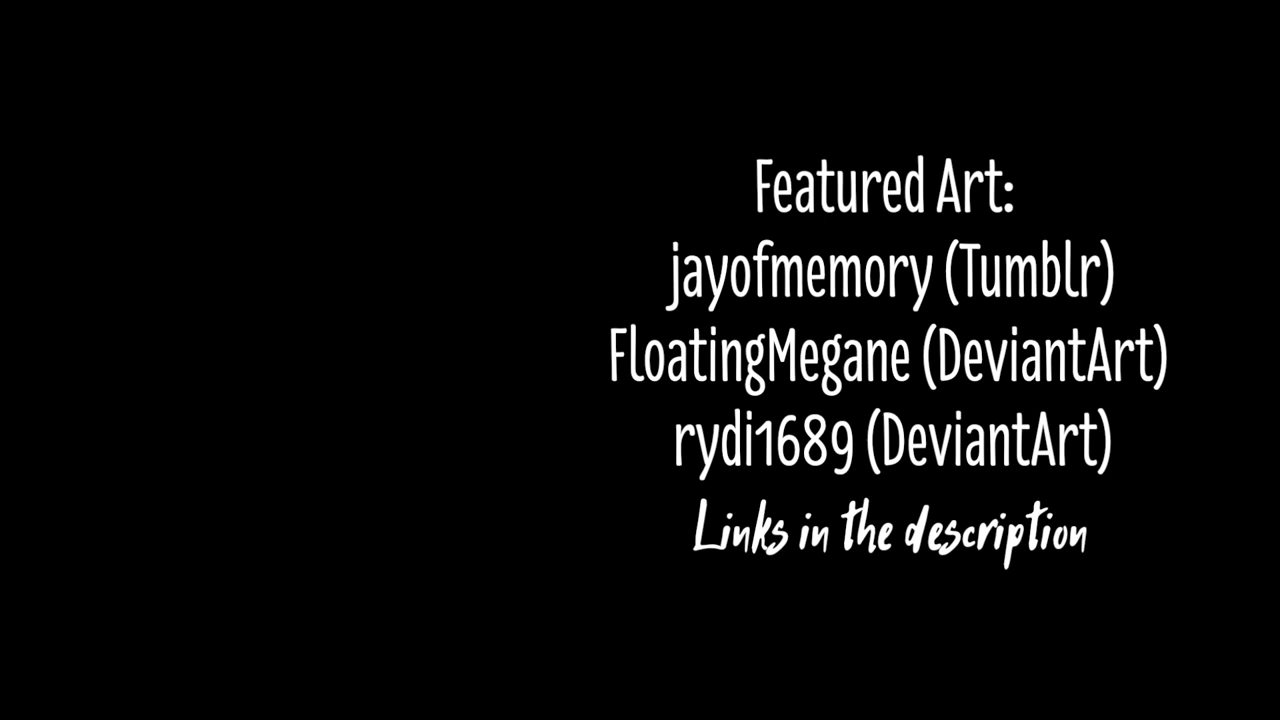 Featured Art:
jayofmemory (Tumblr)
FloatingMegane (DeviantArt)
rydi1689 (DeviantArt)
Links in the description